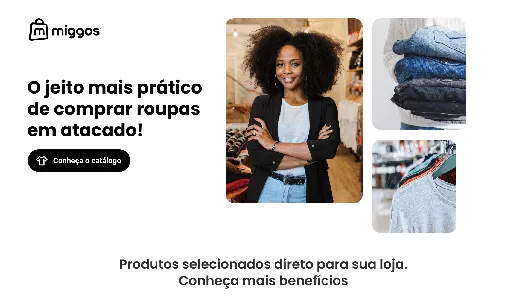 miggos
O jeito mais prático
de comprar roupas
em atacado!
Conheça o catálogo
Produtos selecionados direto para sua loja.
Conheça mais benefícios